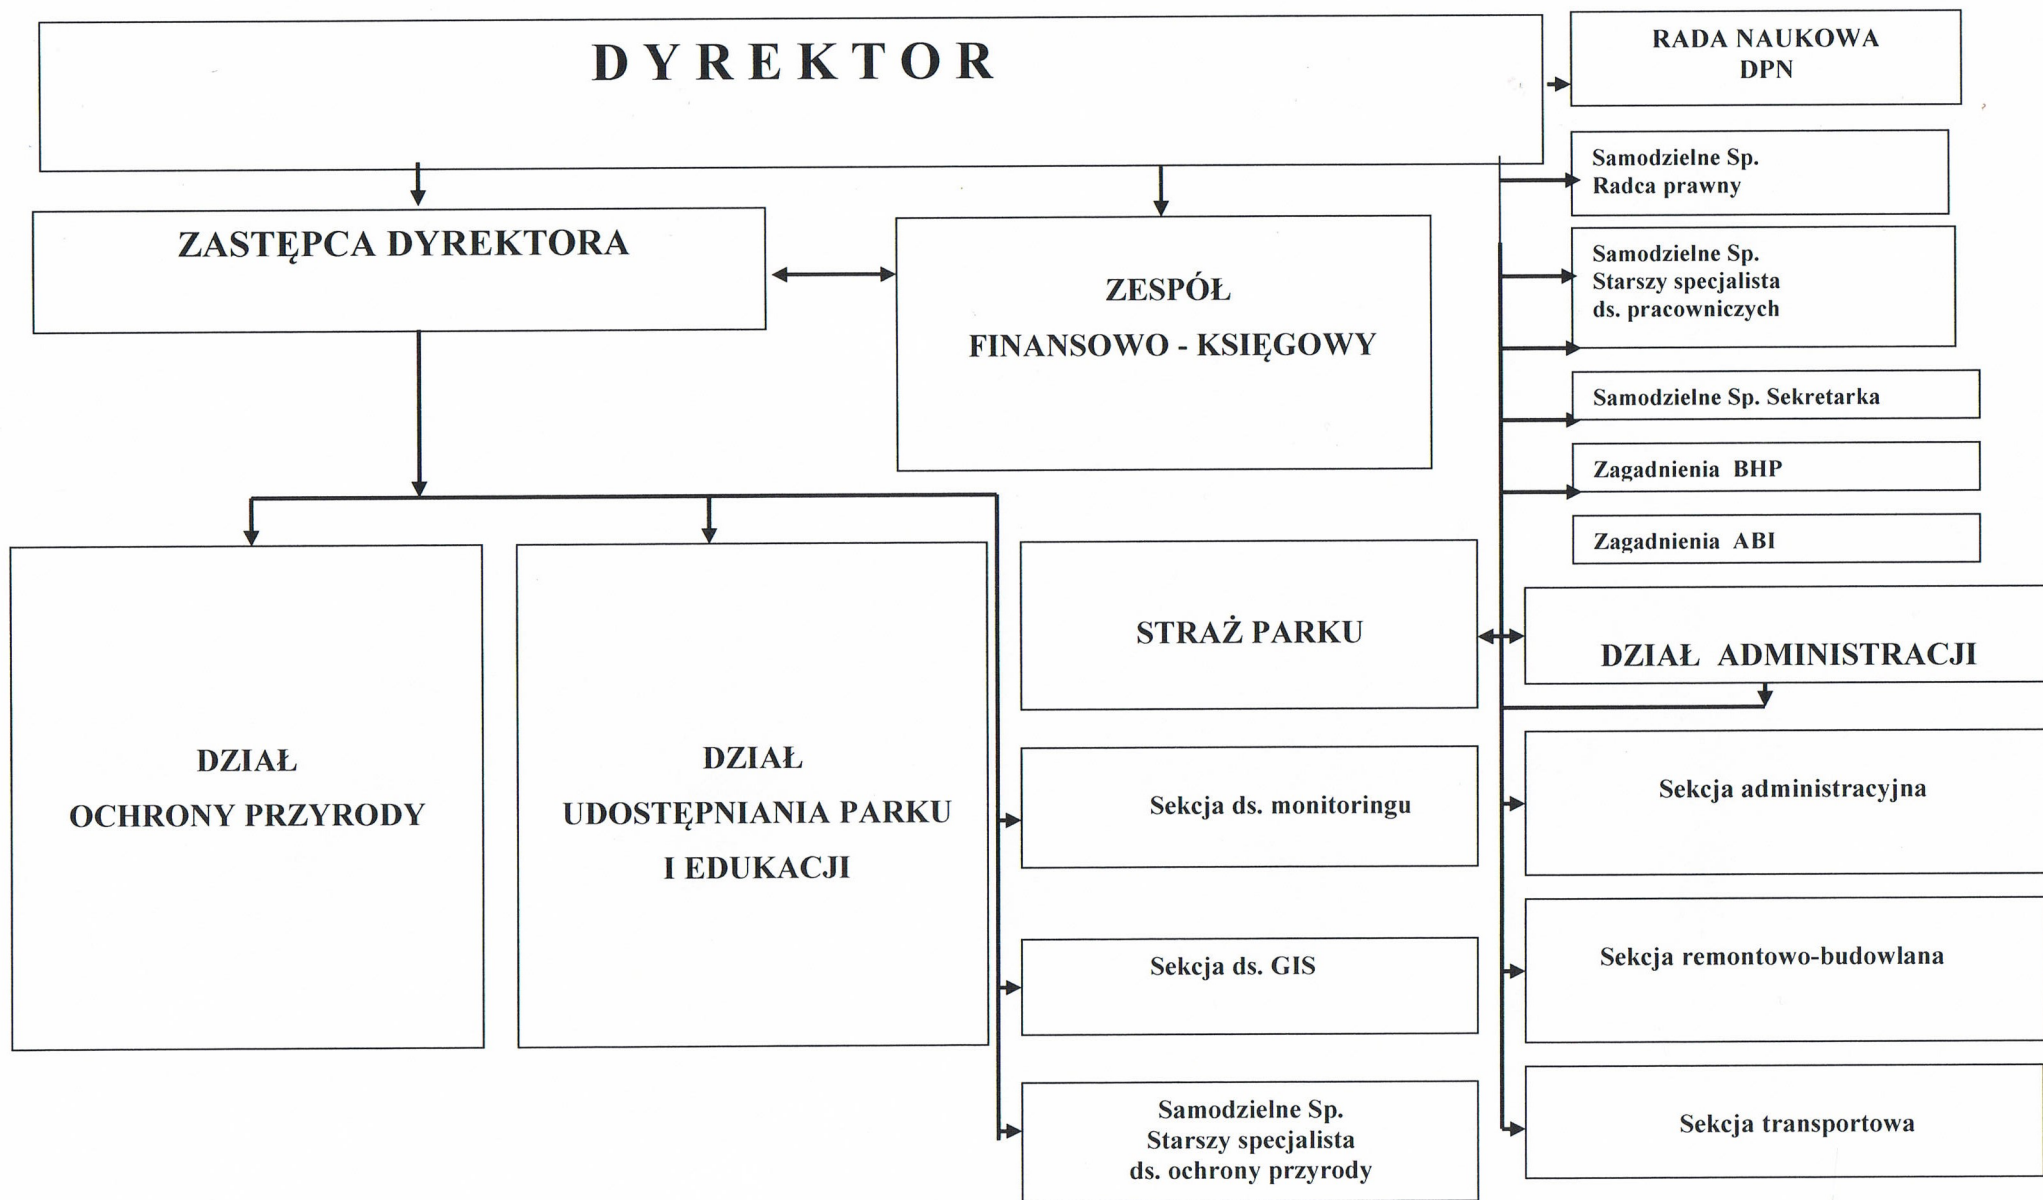 DYREKTOR
RADA NAUKOWA
DPN
Samodzielne Sp.
Radca prawny
ZASTĘPCA DYREKTORA
ZESPÓŁ
FINANSOWO - KSIĘGOWY
Samodzielne Sp.
Starszy specjalista
ds. pracowniczych
Samodzielne Sp. Sekretarka
Zagadnienia BHP
Zagadnienia ABI
DZIAŁ
OCHRONY PRZYRODY
DZIAŁ
UDOSTĘPNIANIA PARKU
I EDUKACJI
STRAŻ PARKU
DZIAŁ ADMINISTRACJI
Sekcja ds. monitoringu
Sekcja ds. GIS
Samodzielne Sp.
Starszy specjalista
ds. ochrony przyrody
Sekcja administracyjna
Sekcja remontowo-budowlana
Sekcja transportowa